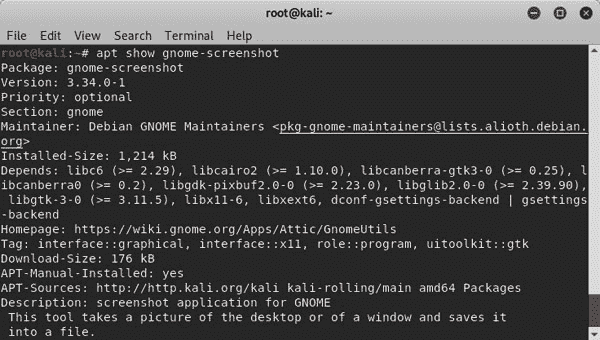 root@kali: ~
File Edit View Search Terminal Help
root@kali:~# apt show gnome-screenshot
Package: gnome-screenshot
Version: 3.34.0-1
Priority: optional
Section: gnome
Maintainer: Debian GNOME Maintainers <pkg-gnome-maintainers@lists.alioth.debian.
org>
Installed-Size: 1,214 kB
Depends: libc6 (>= 2.29), libcairo2 (>= 1.10.0), libcanberra-gtk3-0 (>= 0.25), l
ibcanberra0 (>= 0.2), libgdk-pixbuf2.0-0 (>= 2.23.0), libglib2.0-0 (>= 2.39.90),
 libgtk-3-0 (>= 3.11.5), libx11-6, libxext6, dconf-gsettings-backend | gsettings
-backend
Homepage: https://wiki.gnome.org/Apps/Attic/GnomeUtils
Tag: interface::graphical, interface::x11, role::program, uitoolkit::gtk
Download-Size: 176 kB
APT-Manual-Installed: yes
APT-Sources: http://http.kali.org/kali kali-rolling/main amd64 Packages
Description: screenshot application for GNOME
 This tool takes a picture of the desktop or of a window and saves it
 into a file.